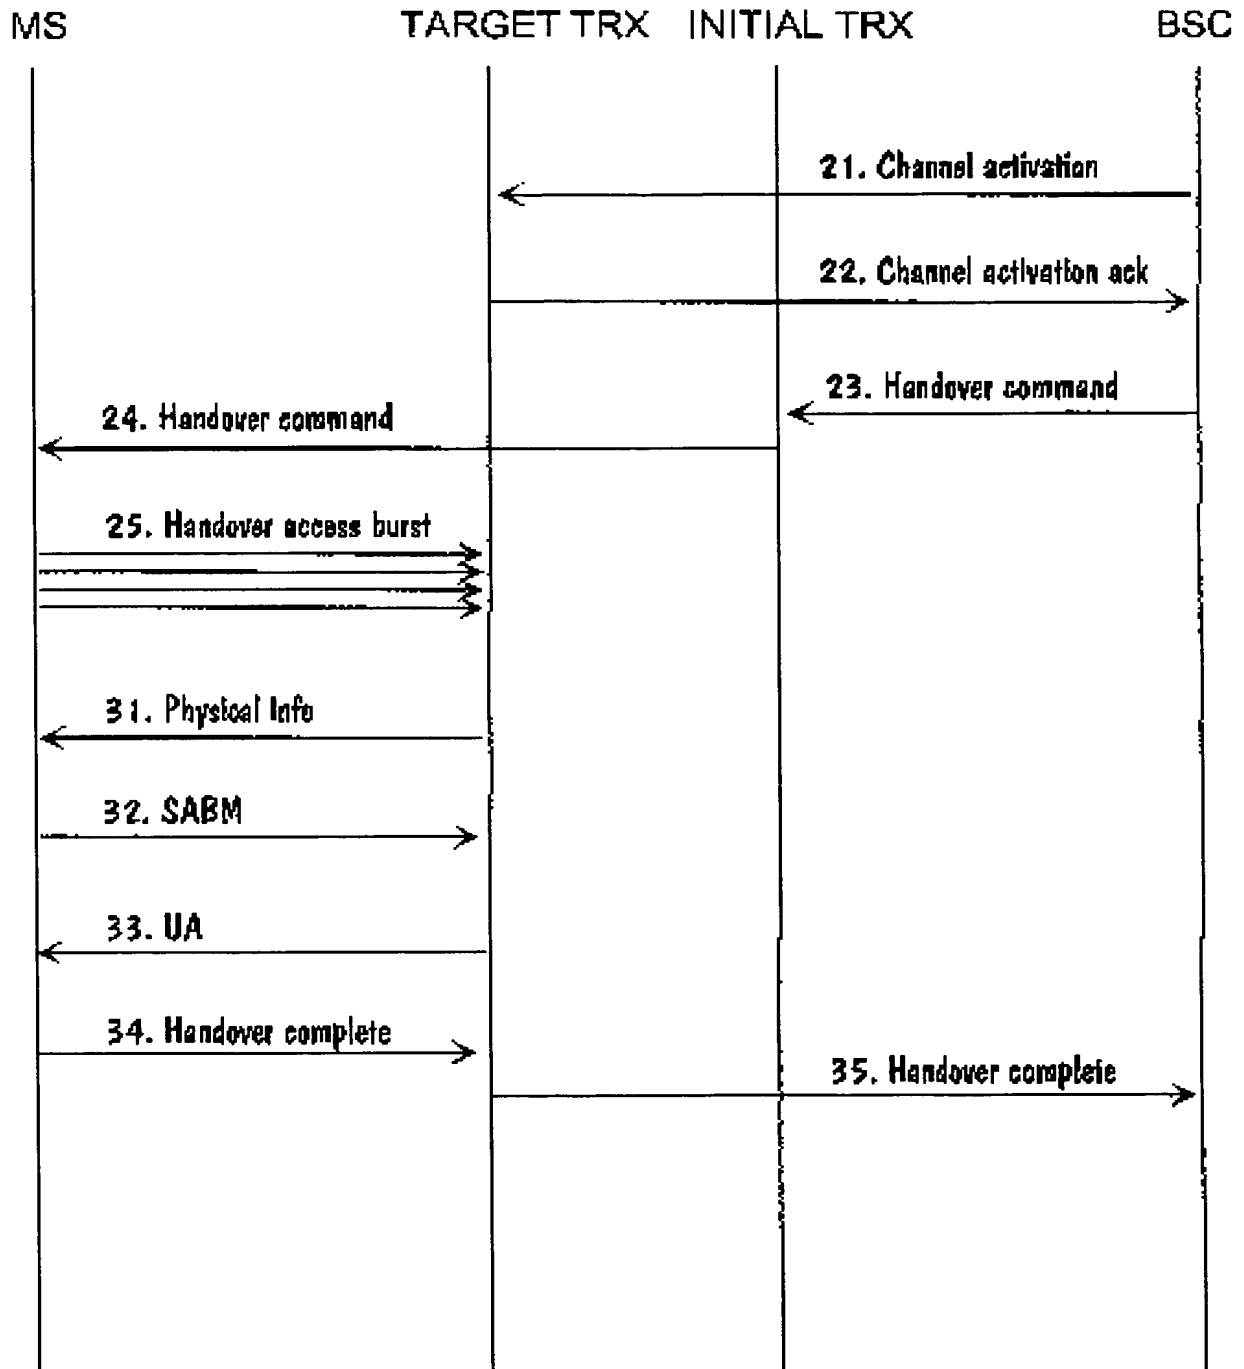 MS TARGET TRX INITIAL TRX BSC
21. Channel activation
22. Channel activation ack
23. Handover command
24. Handover command
25. Handover access burst
31. Physical Info
32. SABM
33. UA
34. Handover complete
35. Handover complete